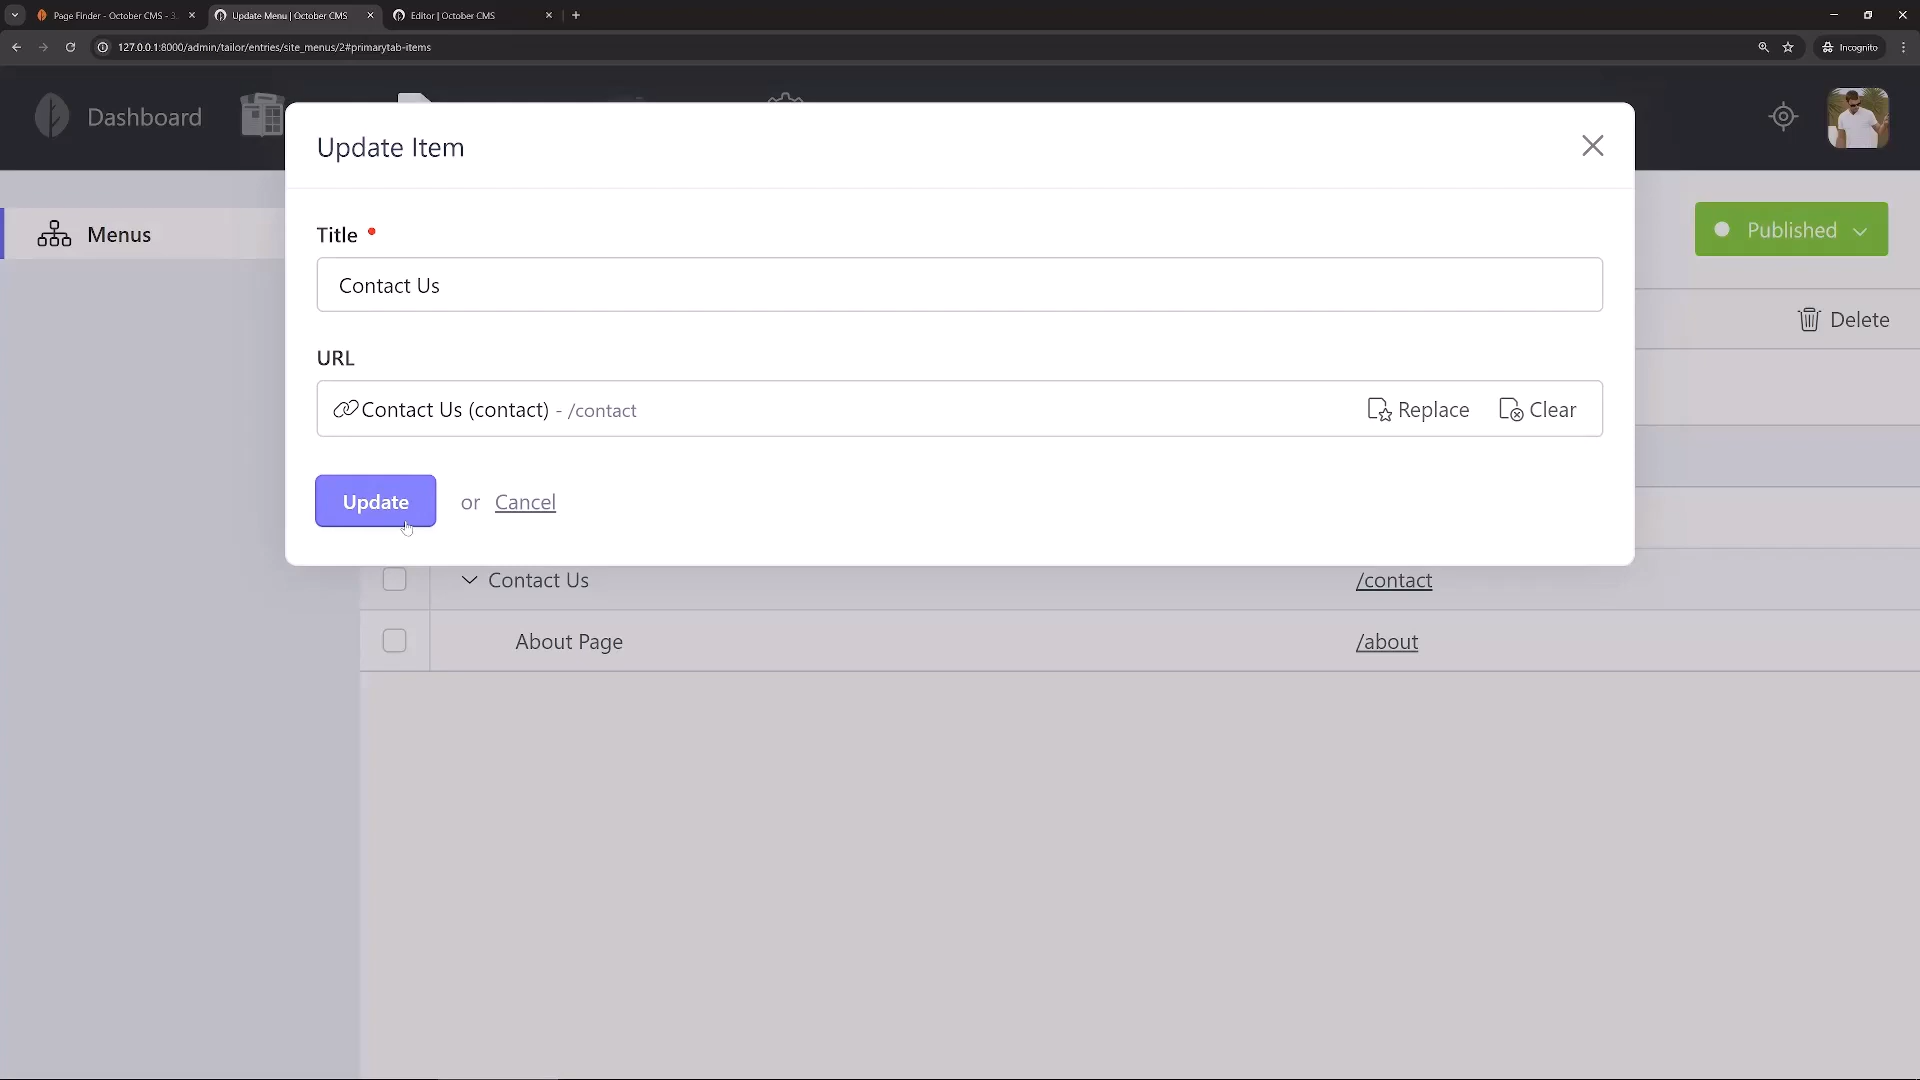 Page Finder - October CMS - 3.
Update Menu | October CMS
Editor | October CMS
127.0.0.1:8000/admin/tailor/entries/site_menus/2#primarytab-items
Incognito
Dashboard
Update Item
Menus
Title
Published
Contact Us
Delete
URL
Contact Us (contact) - /contact
Replace
Clear
Update or Cancel
Contact Us /contact
About Page /about